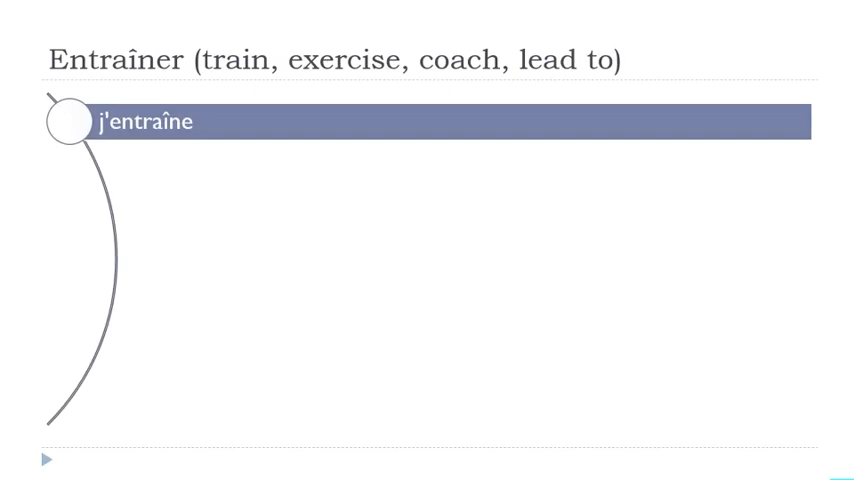 Entraîner (train, exercise, coach, lead to)
j'entraîne